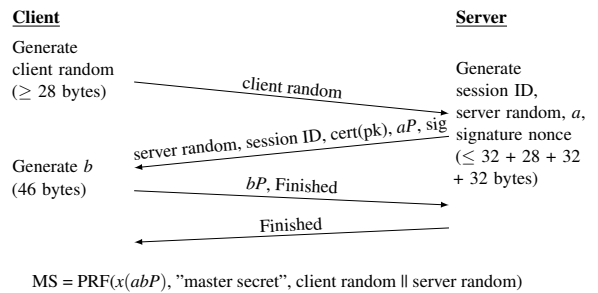 Client
Server
Generate
client random
(≥ 28 bytes)
client random
Generate
session ID,
server random, a,
signature nonce
(≤ 32 + 28 + 32
+ 32 bytes)
server random, session ID, cert(pk), aP, sig
Generate b
(46 bytes)
bP, Finished
Finished
MS = PRF(x(abP), ”master secret”, client random || server random)